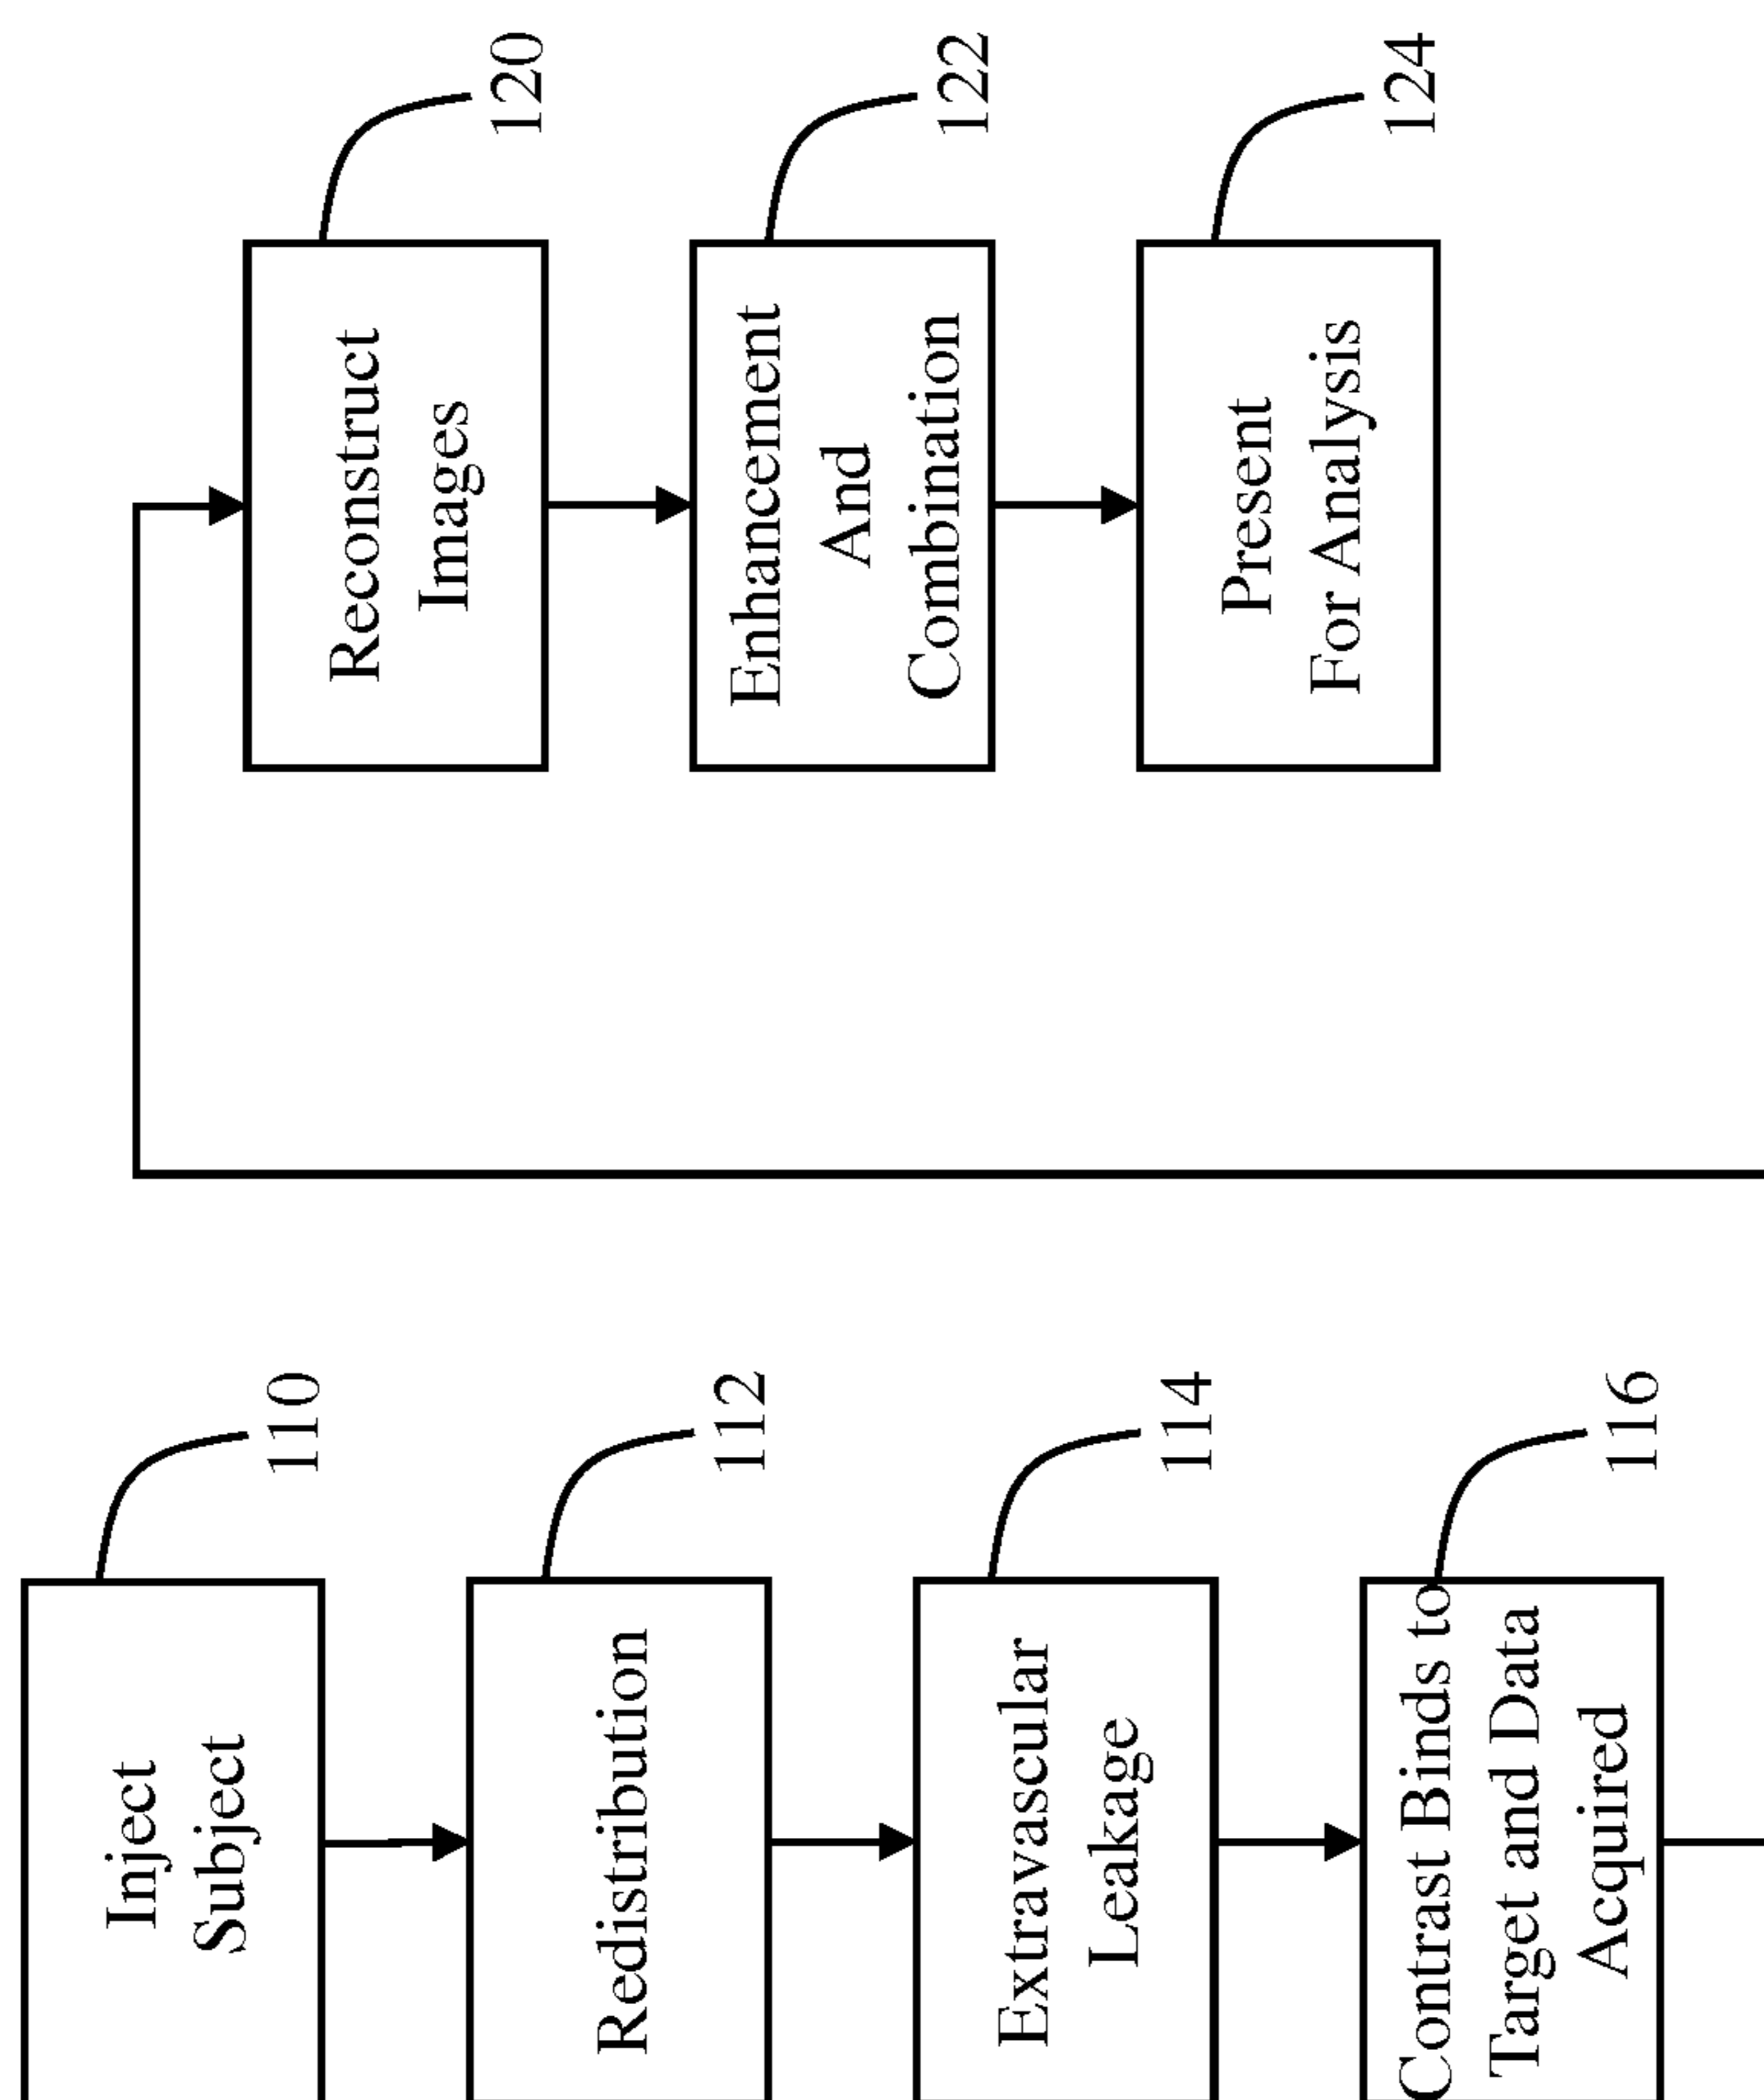 Inject
Subject
110
Redistribution
112
Extravascular
Leakage
114
Contrast Binds to
Target and Data
Acquired
116
Reconstruct
Images
120
Enhancement
And
Combination
122
Present
For Analysis
124